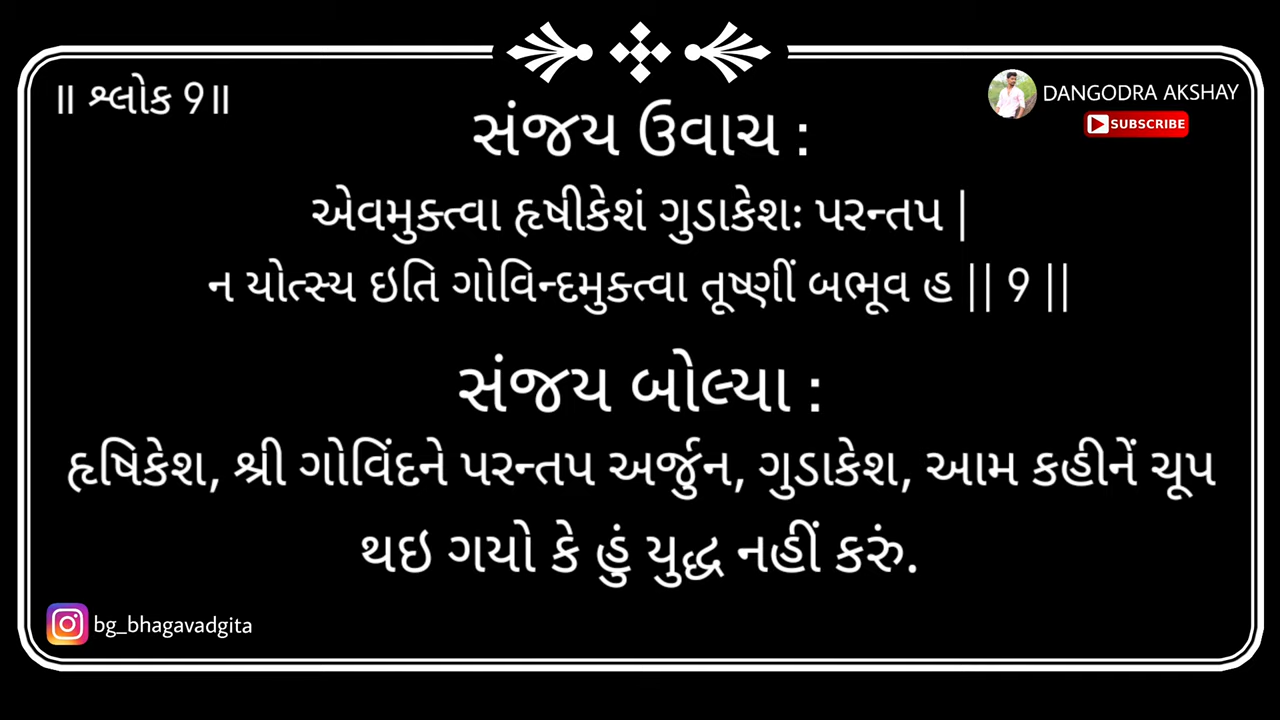 ॥ શ્લોક 9॥
DANGODRA AKSHAY
SUBSCRIBE
સંજય ઉવાચ :
એવમુક્ત્વા હૃષીકેશં ગુડાકેશઃ પરન્તપ |
ન યોત્સ્ય ઇતિ ગોવિન્દમુક્ત્વા તૂષ્ણીં બભૂવ હ || 9 ||
સંજય બોલ્યા :
હૃષિકેશ, શ્રી ગોવિંદને પરન્તપ અર્જુન, ગુડાકેશ, આમ કહીનેં ચૂપ
થઇ ગયો કે હું યુદ્ધ નહીં કરું.
bg_bhagavadgita